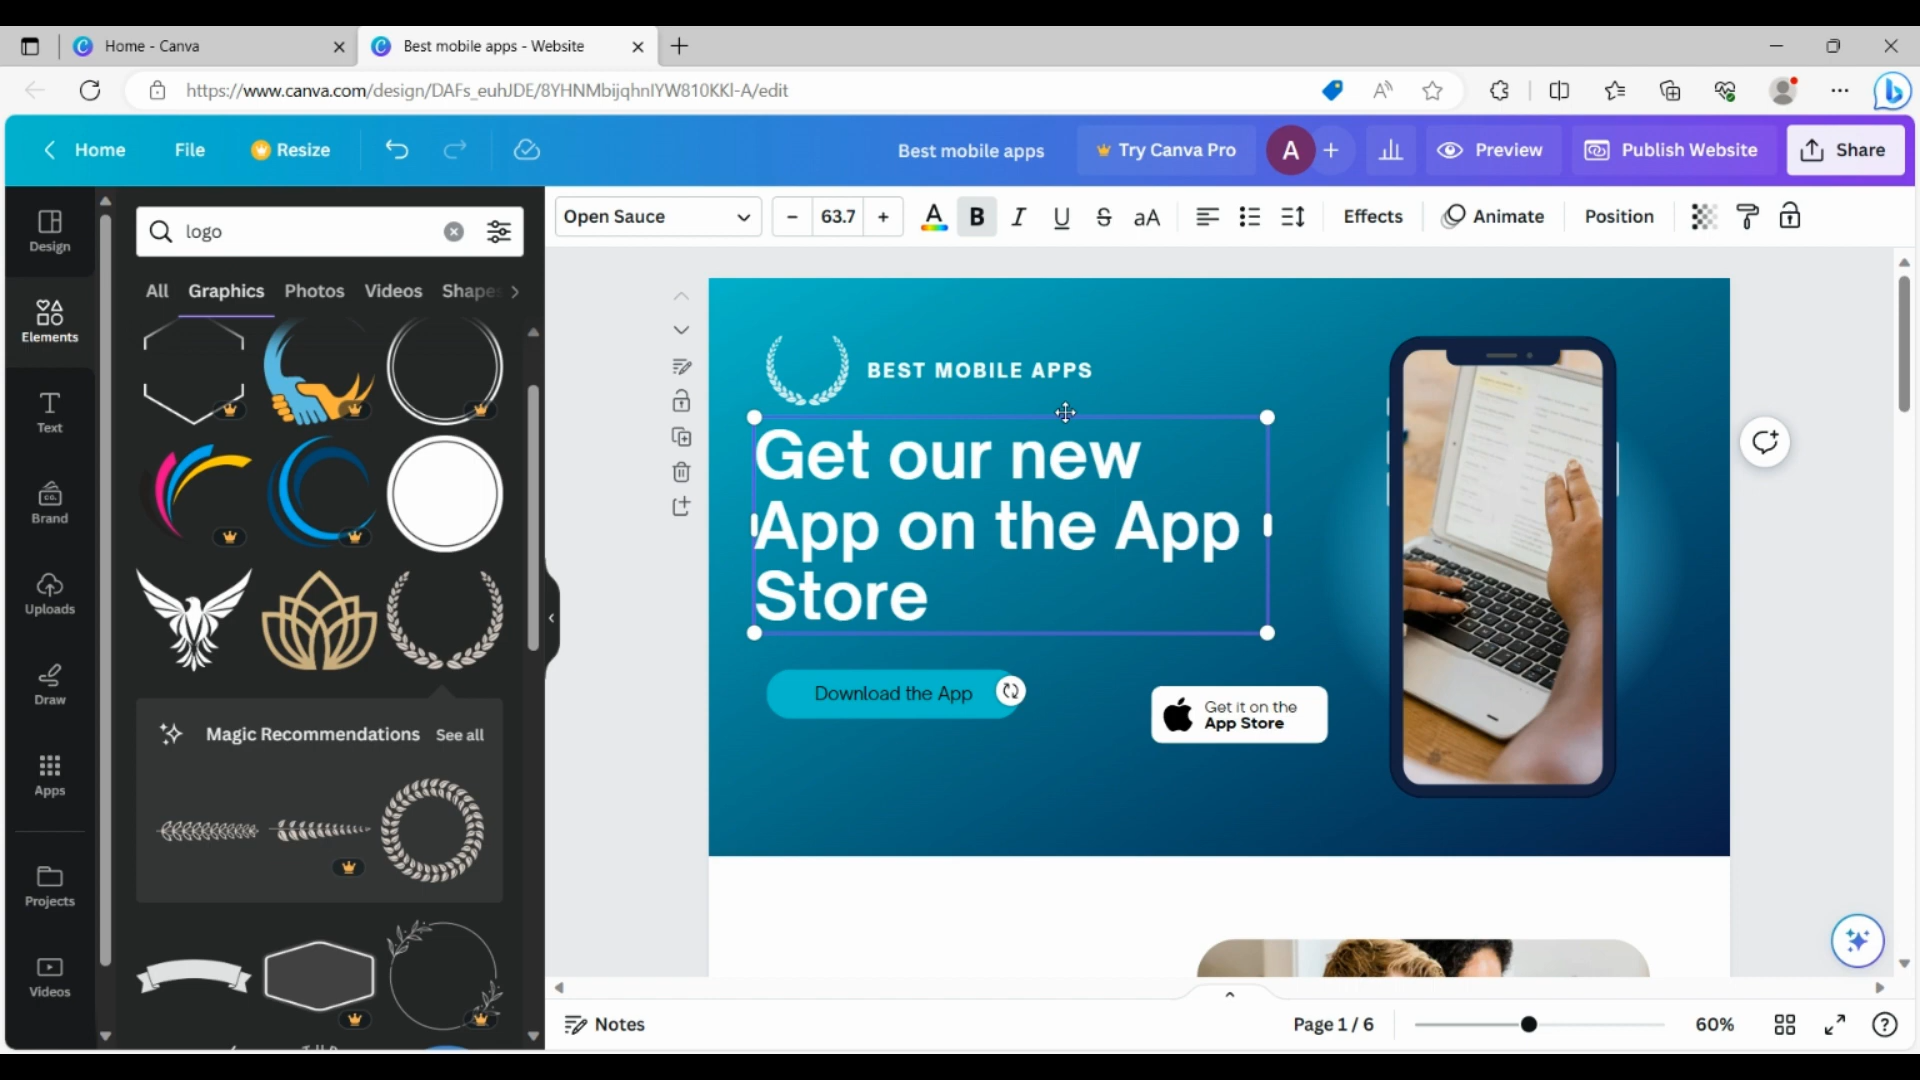 Home - Canva
Best mobile apps - Website
https://www.canva.com/design/DAFs_euhJDE/8YHNMbijqhnIYW810KKl-A/edit
Home
File
Resize
Best mobile apps
Try Canva Pro
A
Preview
Publish Website
Share
Design
Elements
Text
Brand
Uploads
Draw
Apps
Projects
Videos
logo
All
Graphics
Photos
Videos
Shapes
Magic Recommendations
See all
Open Sauce
63.7
A
B
I
U
S
aA
Effects
Animate
Position
BEST MOBILE APPS
Get our new
App on the App
Store
Download the App
Get it on the
App Store
Notes
Page 1 / 6
60%